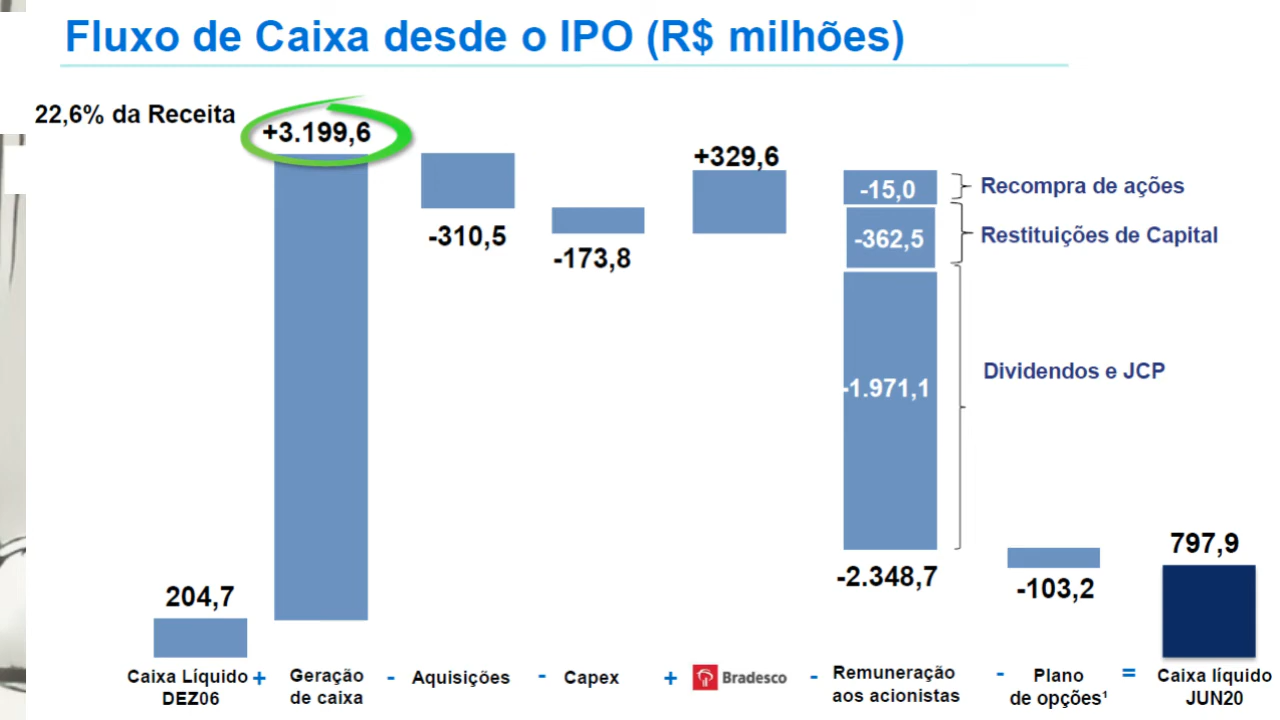 Fluxo de Caixa desde o IPO (R$ milhões)
22,6% da Receita
+3.199,6
-310,5
-173,8
+329,6
-15,0
Recompra de ações
-362,5
Restituições de Capital
-1.971,1
Dividendos e JCP
-2.348,7
-103,2
797,9
204,7
Caixa Líquido + Geração - Aquisições - Capex + Bradesco - Remuneração - Plano = Caixa líquido
DEZ06 de caixa aos acionistas de opções¹ JUN20